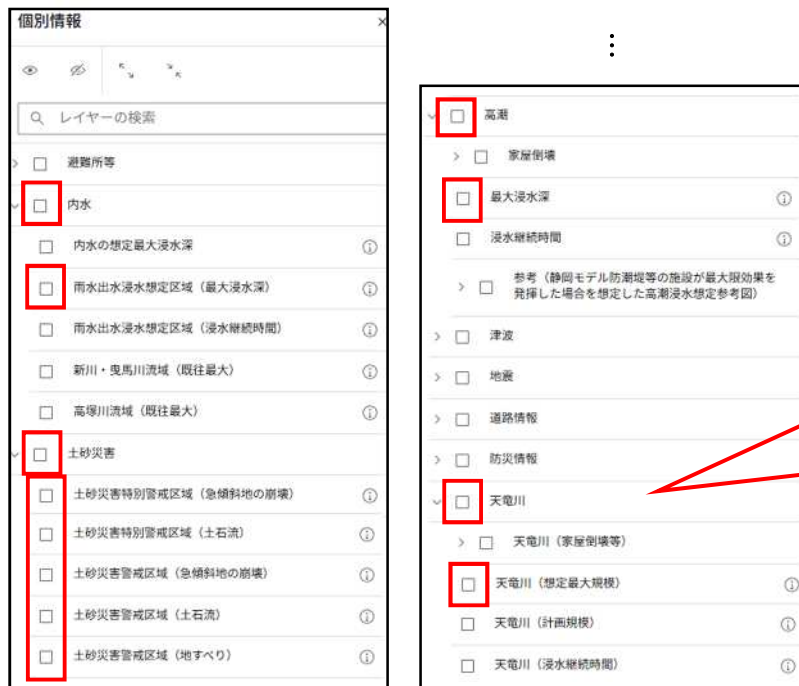 個別情報
レイヤーの検索
避難所等
内水
内水の想定最大浸水深
雨水出水浸水想定区域（最大浸水深）
雨水出水浸水想定区域（浸水継続時間）
新川・曳馬川流域（既往最大）
高塚川流域（既往最大）
土砂災害
土砂災害特別警戒区域（急傾斜地の崩壊）
土砂災害特別警戒区域（土石流）
土砂災害警戒区域（急傾斜地の崩壊）
土砂災害警戒区域（土石流）
土砂災害警戒区域（地すべり）
高潮
家屋倒壊
最大浸水深
浸水継続時間
参考（静岡モデル防潮堤等の施設が最大限効果を
発揮した場合を想定した高潮浸水想定参考図）
津波
地震
道路情報
防災情報
天竜川
天竜川（家屋倒壊等）
天竜川（想定最大規模）
天竜川（計画規模）
天竜川（浸水継続時間）